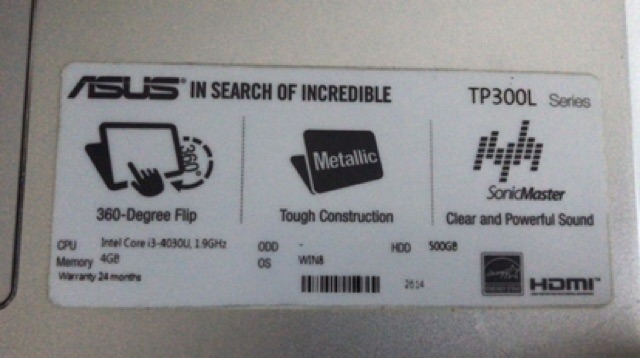 ASUS IN SEARCH OF INCREDIBLE TP300L Series
360°
Metallic
SonicMaster
360-Degree Flip Tough Construction Clear and Powerful Sound
CPU Intel Core i3-4030U, 1.9GHz ODD - HDD 500GB
Memory 4GB OS WIN8
Warranty 24 months
2614 HDMI™